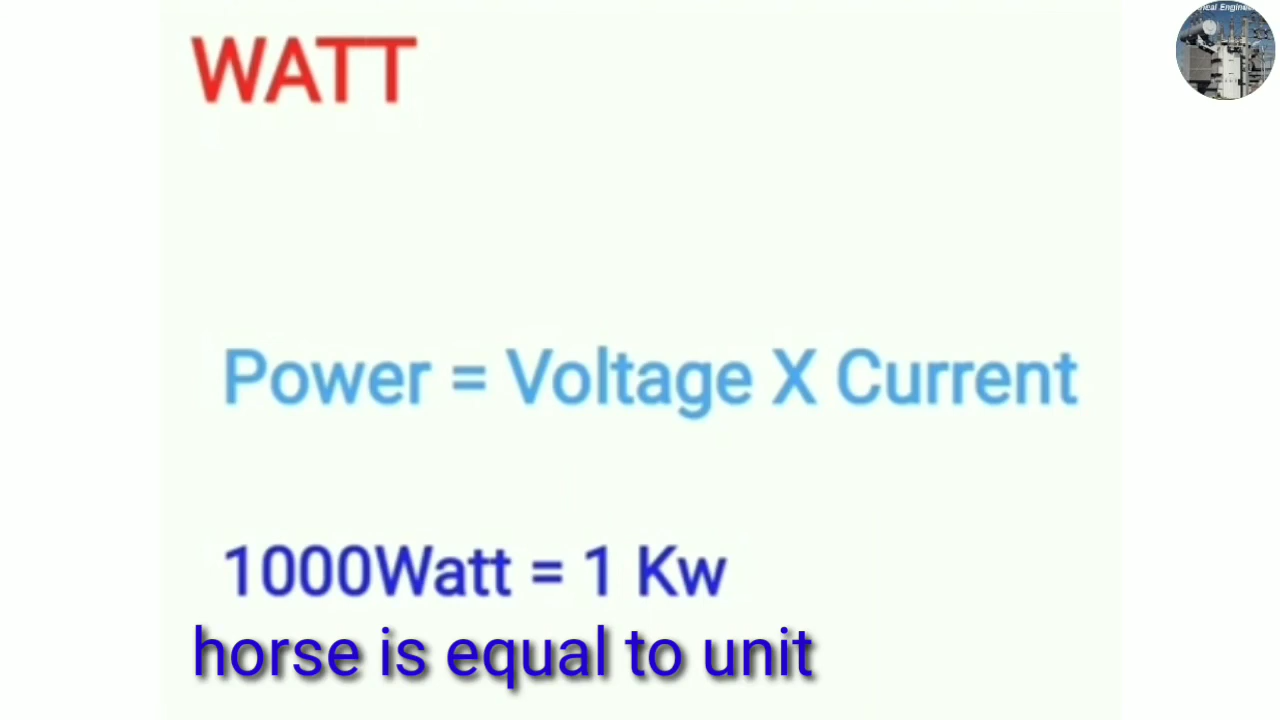 WATT
Power = Voltage X Current
1000Watt = 1 Kw
horse is equal to unit